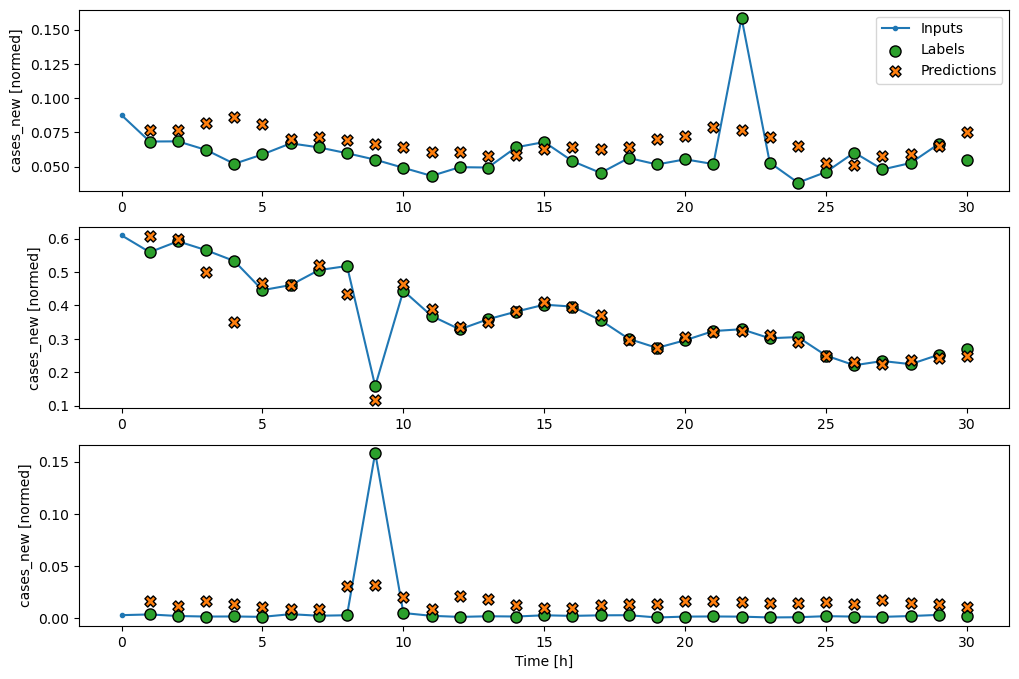 cases_new [normed]
0.150
0.125
0.100
0.075
0.050
Inputs
Labels
Predictions
0 5 10 15 20 25 30
cases_new [normed]
0.6
0.5
0.4
0.3
0.2
0.1
0 5 10 15 20 25 30
cases_new [normed]
0.15
0.10
0.05
0.00
0 5 10 15 20 25 30
Time [h]